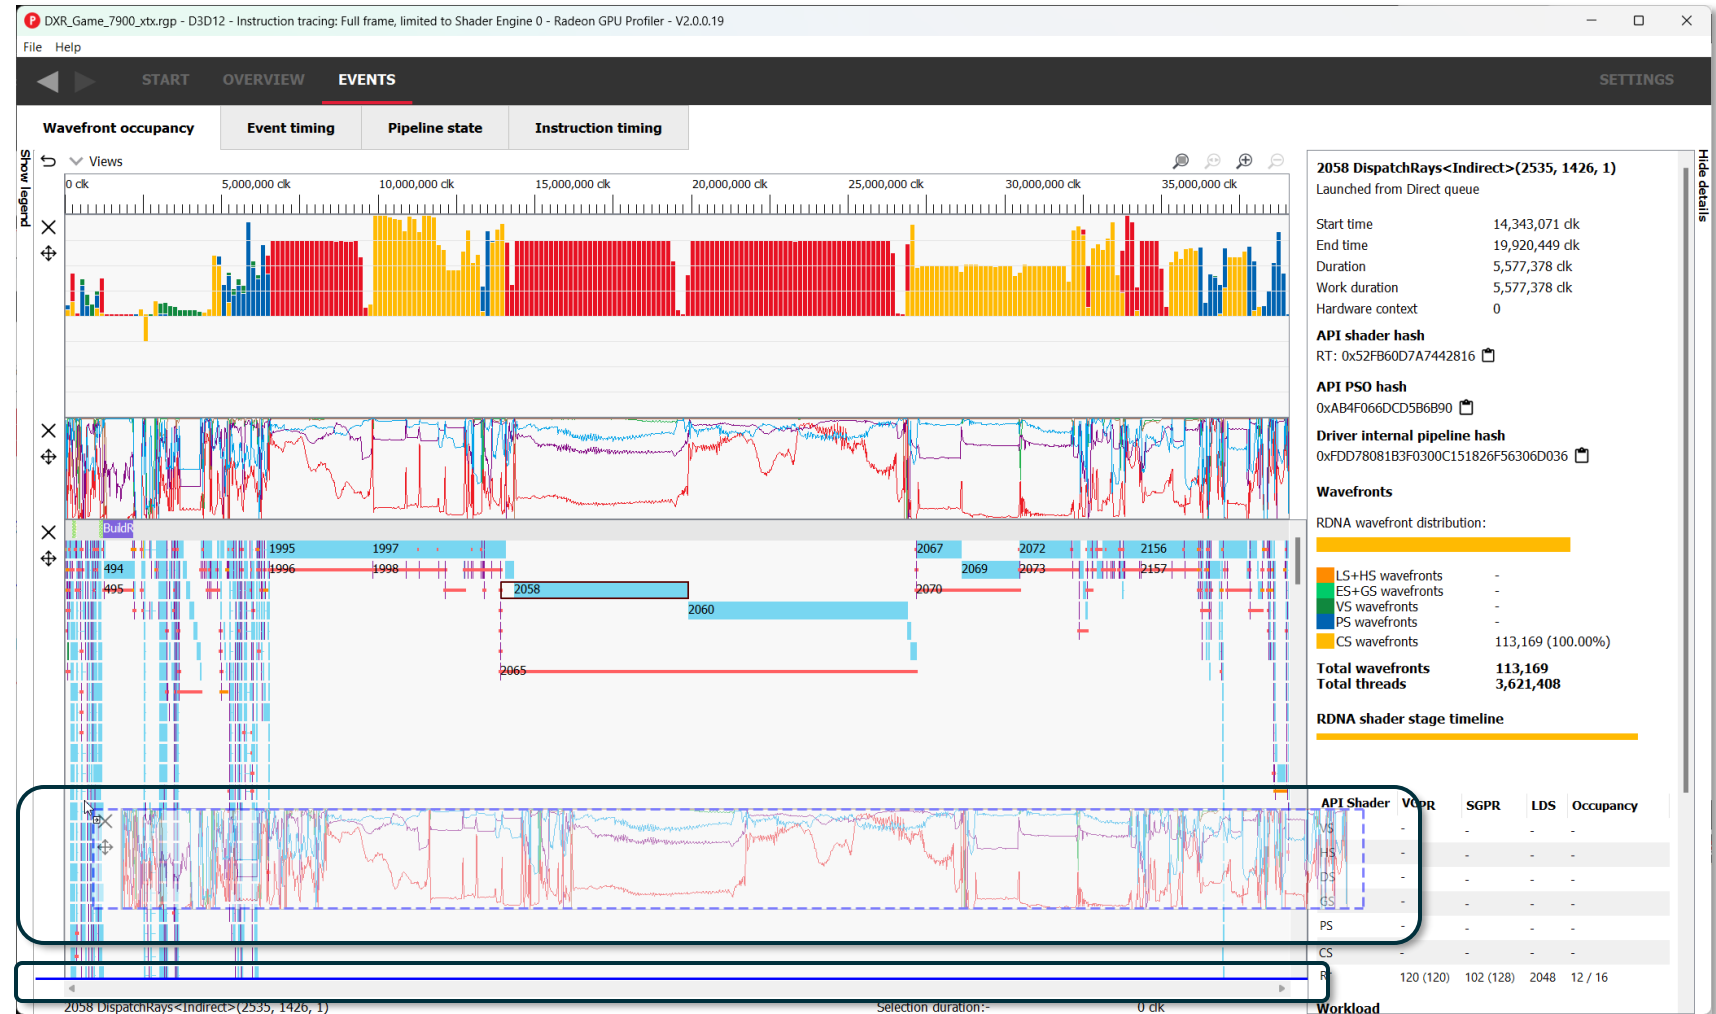 DXR_Game_7900_xtx.rgp - D3D12 - Instruction tracing: Full frame, limited to Shader Engine 0 - Radeon GPU Profiler - V2.0.0.19
File Help
START OVERVIEW EVENTS SETTINGS
Wavefront occupancy Event timing Pipeline state Instruction timing
Show legend
Views
0 clk 5,000,000 clk 10,000,000 clk 15,000,000 clk 20,000,000 clk 25,000,000 clk 30,000,000 clk 35,000,000 clk
BuildR
1995 1997 2067 2072 2156
494 1996 1998 2069 2073 2157
495 2058 2070
2060
2065
2058 DispatchRays<Indirect>(2535, 1426, 1) Selection duration:- 0 clk
Hide details
2058 DispatchRays<Indirect>(2535, 1426, 1)
Launched from Direct queue
Start time 14,343,071 clk
End time 19,920,449 clk
Duration 5,577,378 clk
Work duration 5,577,378 clk
Hardware context 0
API shader hash
RT: 0x52FB60D7A7442816
API PSO hash
0xAB4F066DCD5B6B90
Driver internal pipeline hash
0xFDD78081B3F0300C151826F56306D036
Wavefronts
RDNA wavefront distribution:
LS+HS wavefronts -
ES+GS wavefronts -
VS wavefronts -
PS wavefronts -
CS wavefronts 113,169 (100.00%)
Total wavefronts 113,169
Total threads 3,621,408
RDNA shader stage timeline
API Shader VGPR SGPR LDS Occupancy
VS - - - -
HS - - - -
DS - - - -
GS - - - -
PS - - - -
CS - - - -
RT 120 (120) 102 (128) 2048 12 / 16
Workload